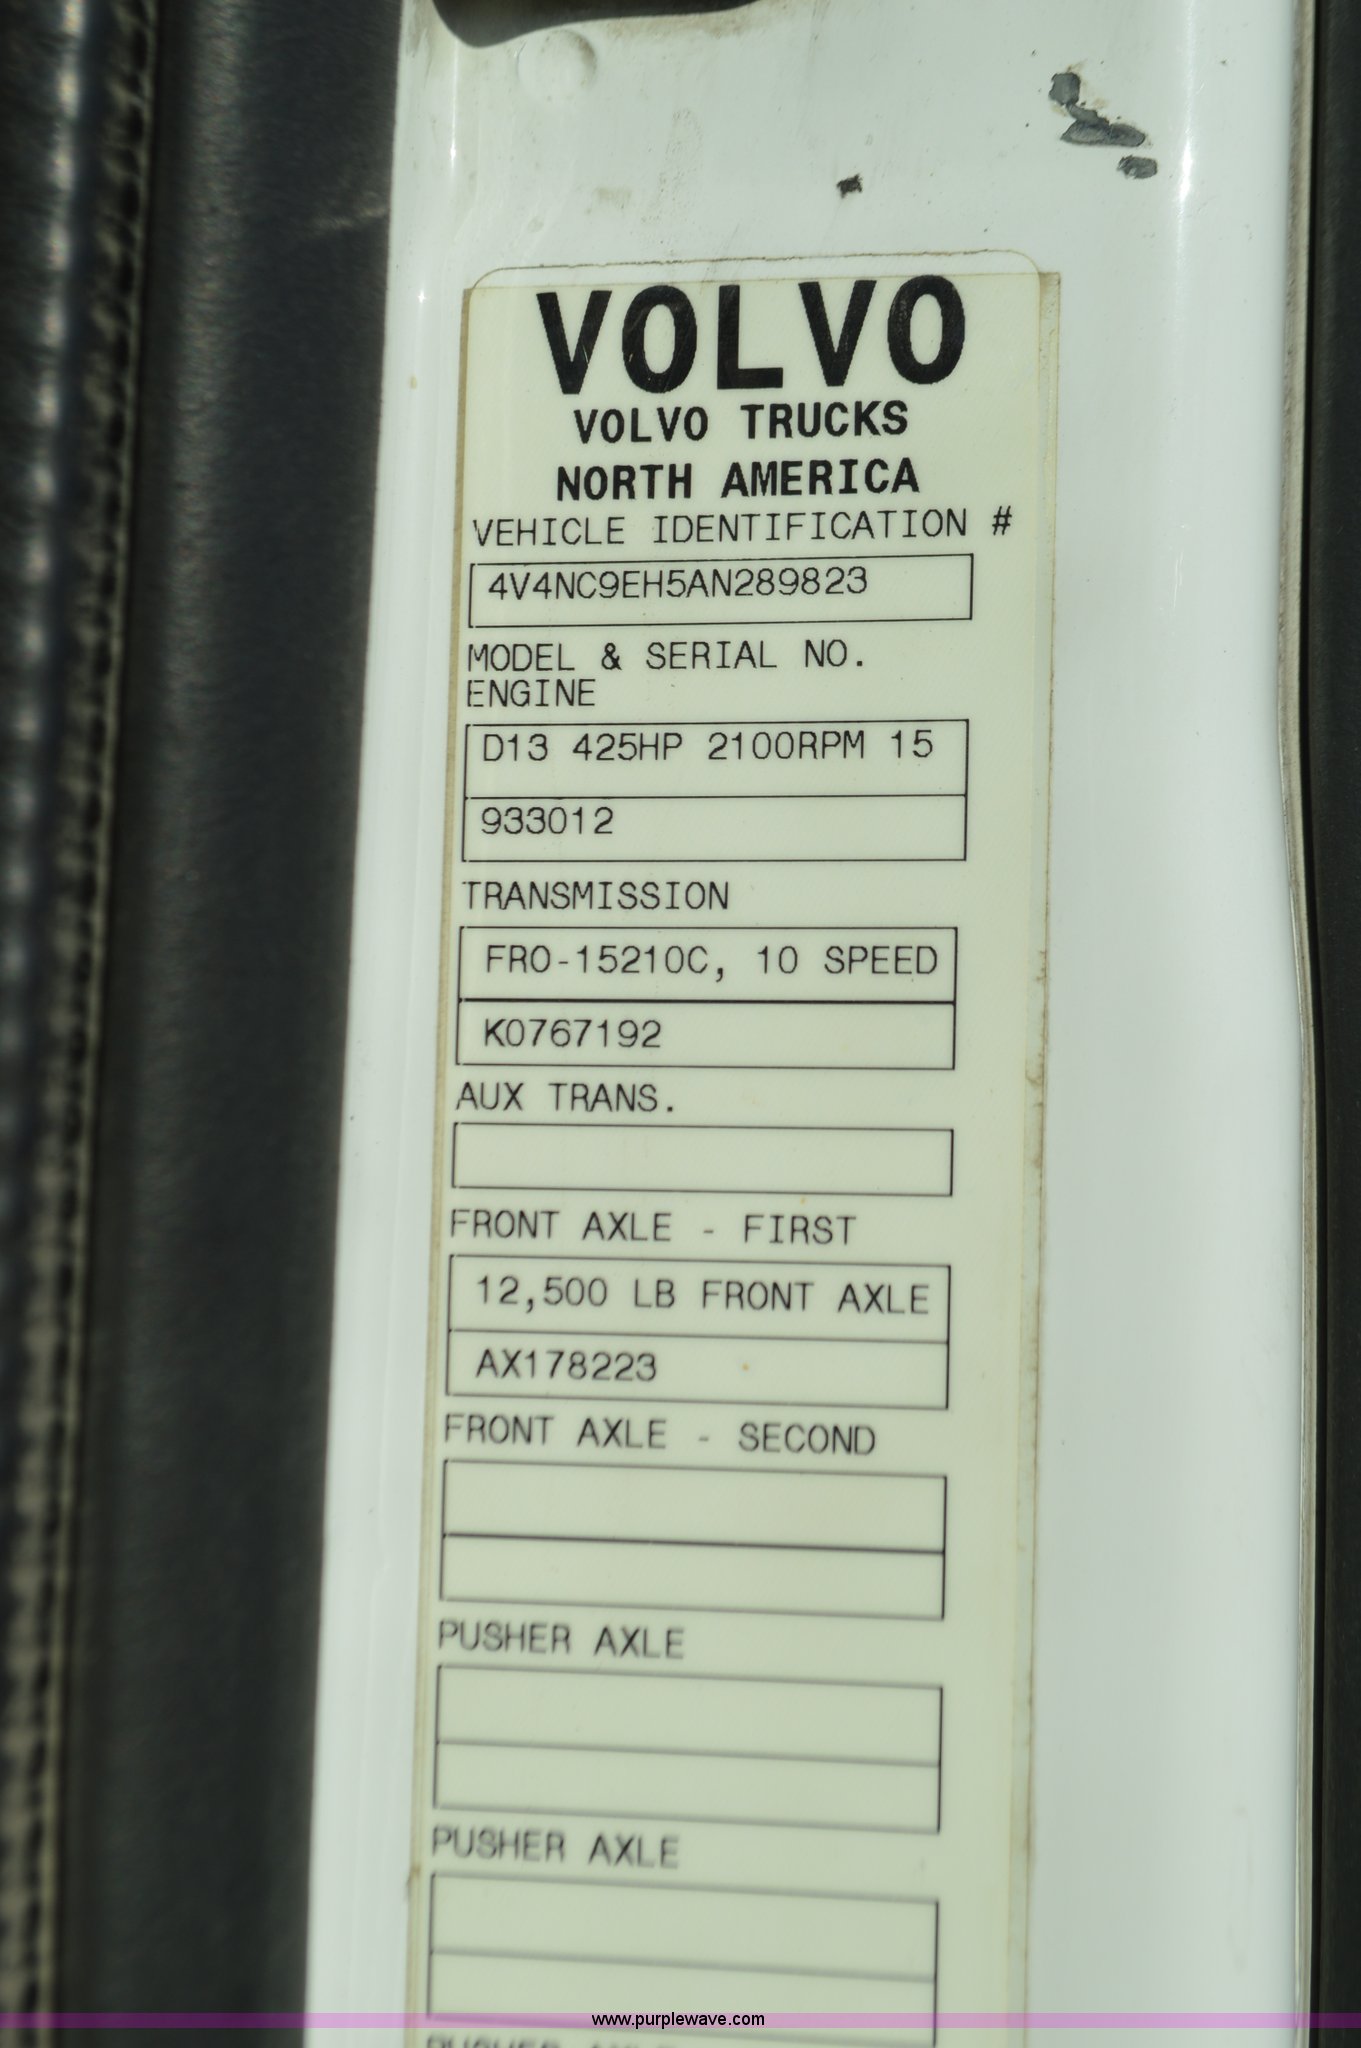 VOLVO
VOLVO TRUCKS
NORTH AMERICA
VEHICLE IDENTIFICATION #
4V4NC9EH5AN289823
MODEL & SERIAL NO.
ENGINE
D13 425HP 2100RPM 15
933012
TRANSMISSION
FRO-15210C, 10 SPEED
K0767192
AUX TRANS.
FRONT AXLE - FIRST
12,500 LB FRONT AXLE
AX178223
FRONT AXLE - SECOND
PUSHER AXLE
PUSHER AXLE
www.purplewave.com